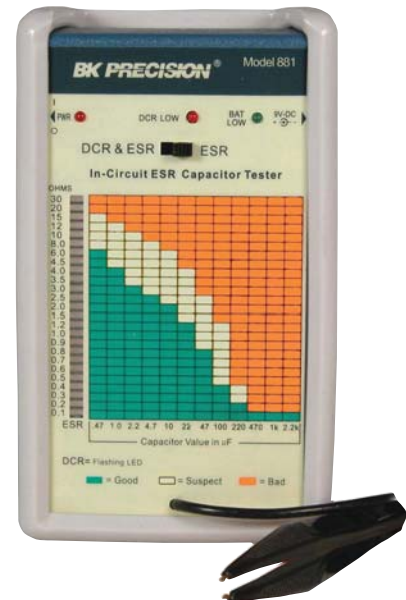 BK PRECISION® Model 881
I
PWR DCR LOW BAT LOW 9V-DC
O
DCR & ESR ESR
In-Circuit ESR Capacitor Tester
OHMS
30
20
15
12
10
8.0
6.0
4.5
4.0
3.5
3.0
2.5
2.0
1.5
1.2
1.0
0.9
0.8
0.7
0.6
0.5
0.4
0.3
0.2
0.1
ESR .47 1.0 2.2 4.7 10 22 47 100 220 470 1k 2.2k
Capacitor Value in uF
DCR= Flashing LED
= Good = Suspect = Bad